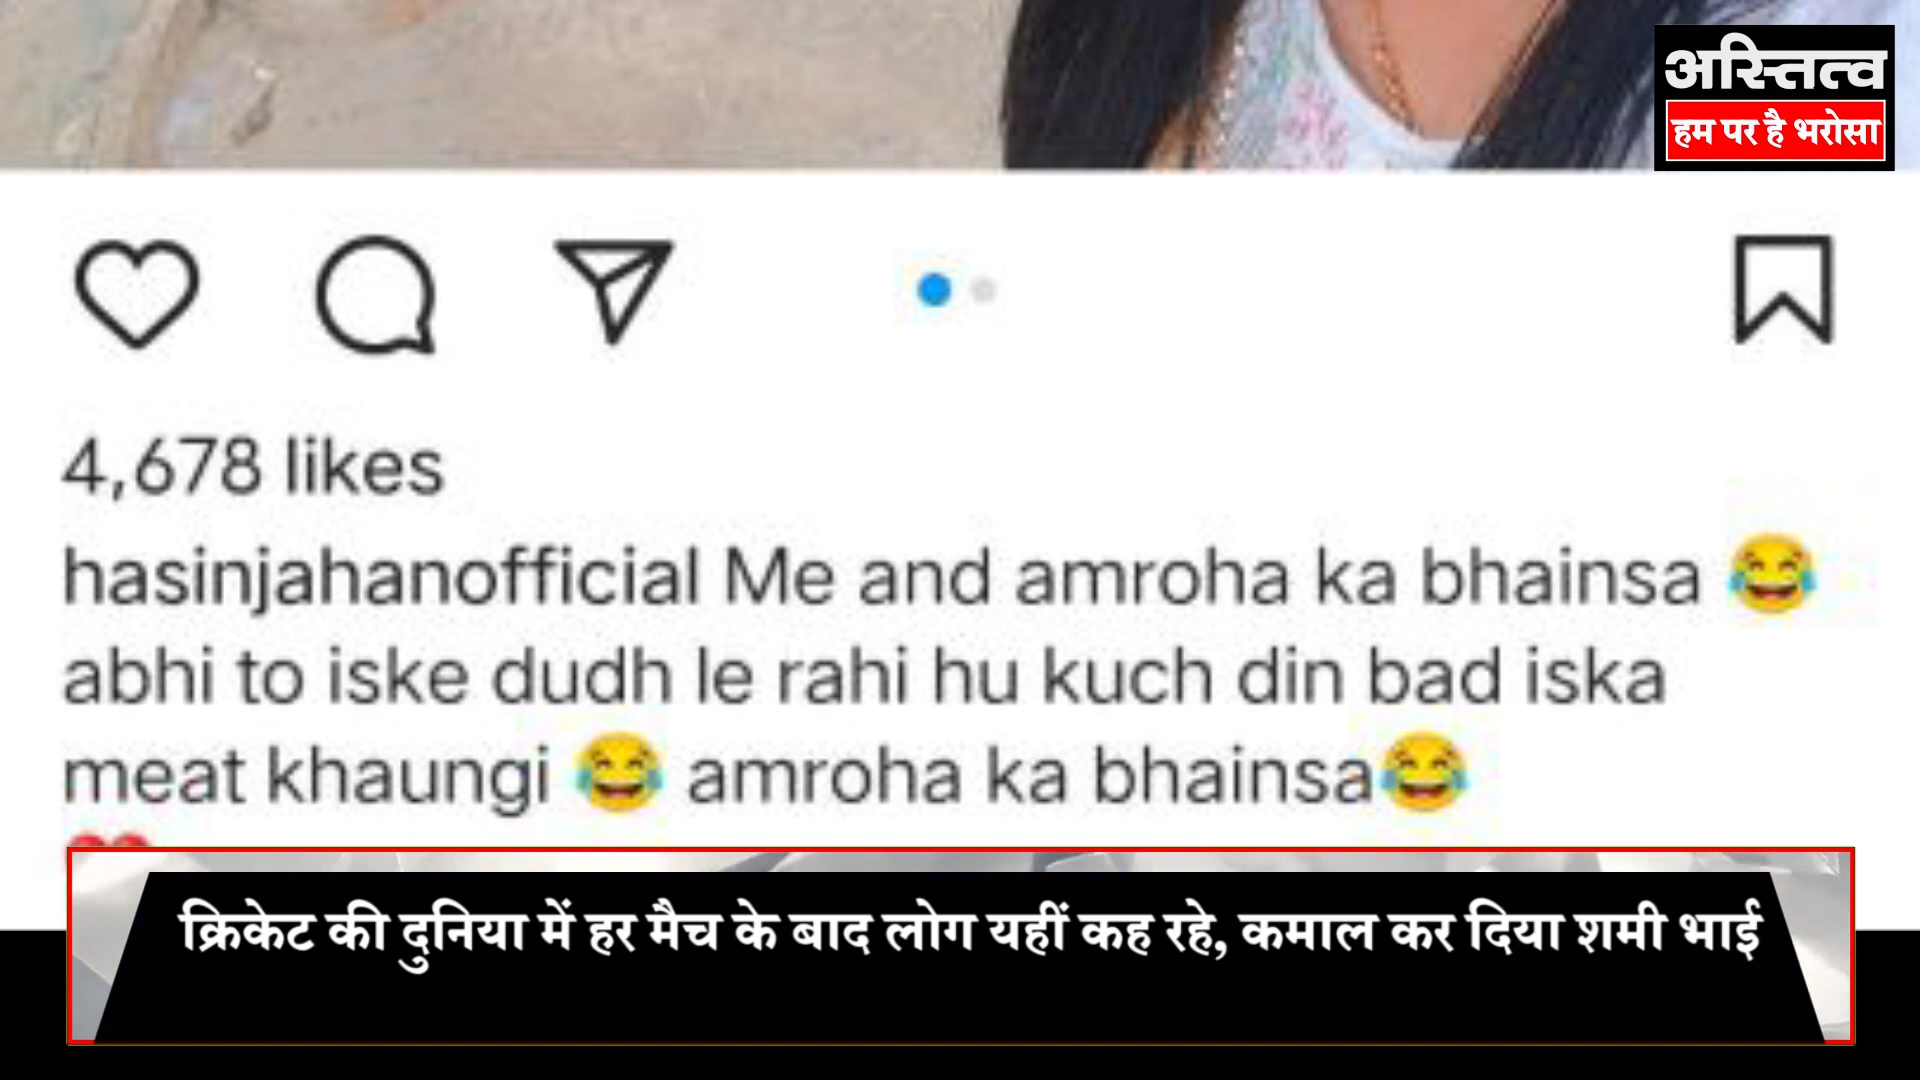 अस्तित्व
हम पर है भरोसा
4,678 likes
hasinjahanofficial Me and amroha ka bhainsa 😂
abhi to iske dudh le rahi hu kuch din bad iska
meat khaungi 😂 amroha ka bhainsa😂
क्रिकेट की दुनिया में हर मैच के बाद लोग यहीं कह रहे, कमाल कर दिया शमी भाई